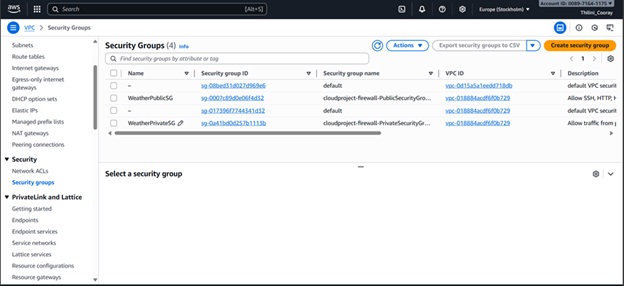 aws
Search
[Alt+S]
Europe (Stockholm)
Account ID: 0089-7164-1175
Thilini_Cooray
VPC
Security Groups
Subnets
Route tables
Internet gateways
Egress-only internet gateways
DHCP option sets
Elastic IPs
Managed prefix lists
NAT gateways
Peering connections
Security
Network ACLs
Security groups
PrivateLink and Lattice
Getting started
Endpoints
Endpoint services
Service networks
Lattice services
Resource configurations
Resource gateways
Security Groups (4) Info
Actions
Export security groups to CSV
Create security group
Find security groups by attribute or tag
1
Name Security group ID Security group name VPC ID Description
– sg-08bed31d027d969e6 default vpc-0d15a5a1eedd718db default VPC securit
WeatherPublicSG sg-0007c89d0e06f4d32 cloudproject-firewall-PublicSecurityGro... vpc-018884acdf6f0b729 Allow SSH, HTTP,
– sg-017396f7744341d32 default vpc-018884acdf6f0b729 default VPC securit
WeatherPrivateSG sg-0a41bd0d257b1113b cloudproject-firewall-PrivateSecurityGr... vpc-018884acdf6f0b729 Allow traffic from
Select a security group